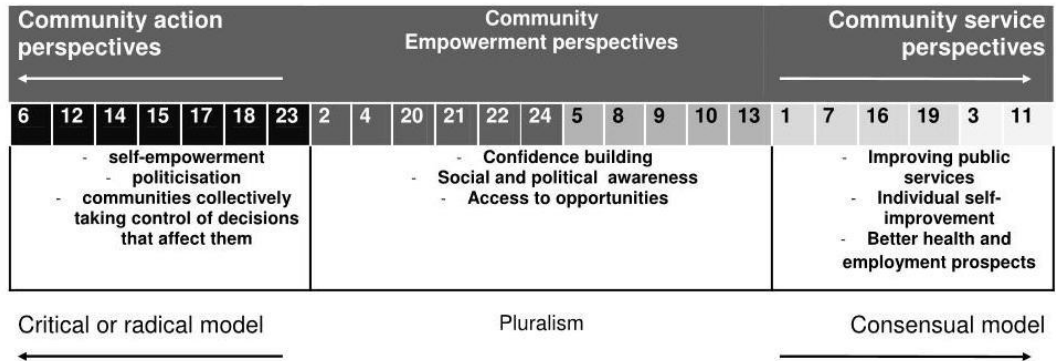 Community action
perspectives
Community
Empowerment perspectives
Community service
perspectives
6 12 14 15 17 18 23 2 4 20 21 22 24 5 8 9 10 13 1 7 16 19 3 11
- self-empowerment
- politicisation
- communities collectively
taking control of decisions
that affect them
- Confidence building
- Social and political awareness
- Access to opportunities
- Improving public
services
- Individual self-
improvement
- Better health and
employment prospects
Critical or radical model
Pluralism
Consensual model